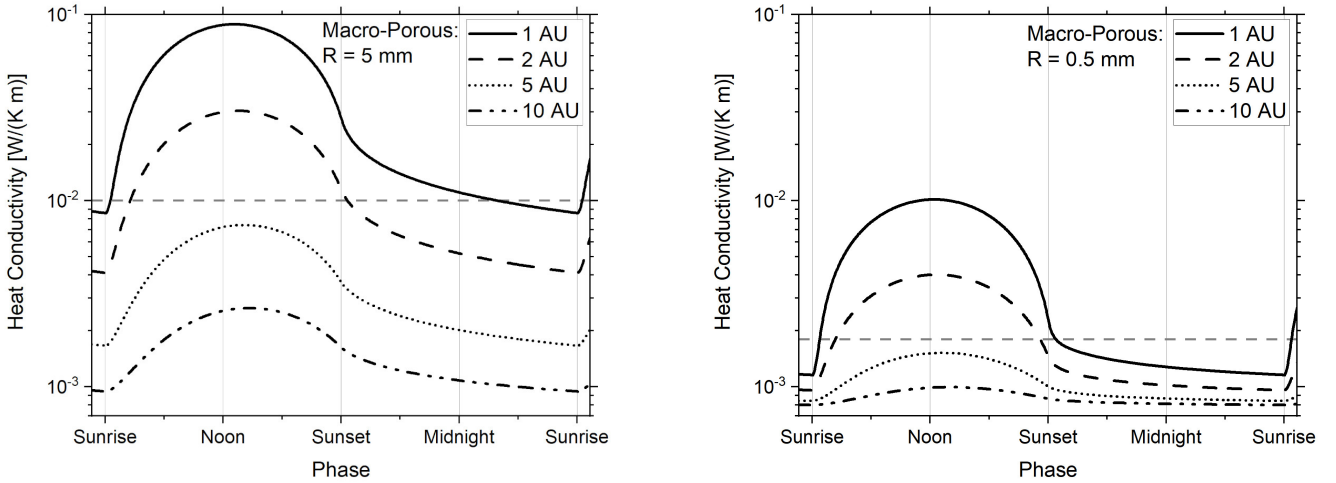 Heat Conductivity [W/(K m)]
10⁻¹
10⁻²
10⁻³
Macro-Porous:
R = 5 mm
1 AU
2 AU
5 AU
10 AU
Sunrise Noon Sunset Midnight Sunrise
Phase
Heat Conductivity [W/(K m)]
10⁻¹
10⁻²
10⁻³
Macro-Porous:
R = 0.5 mm
1 AU
2 AU
5 AU
10 AU
Sunrise Noon Sunset Midnight Sunrise
Phase